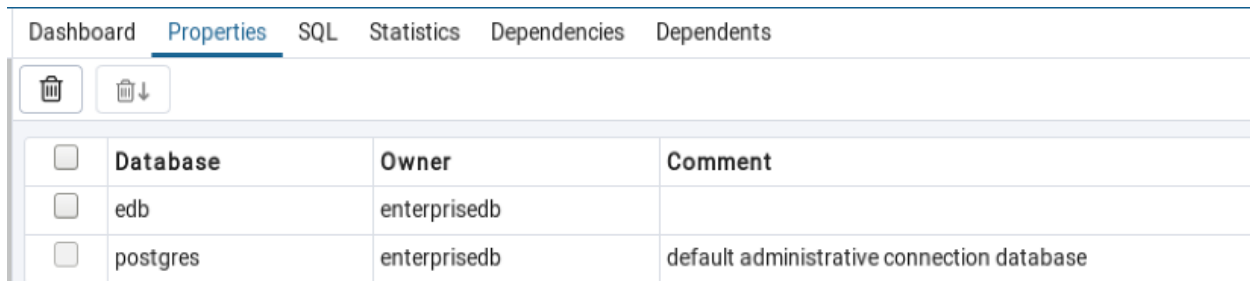 Dashboard Properties SQL Statistics Dependencies Dependents
Database Owner Comment
edb enterprisedb
postgres enterprisedb default administrative connection database